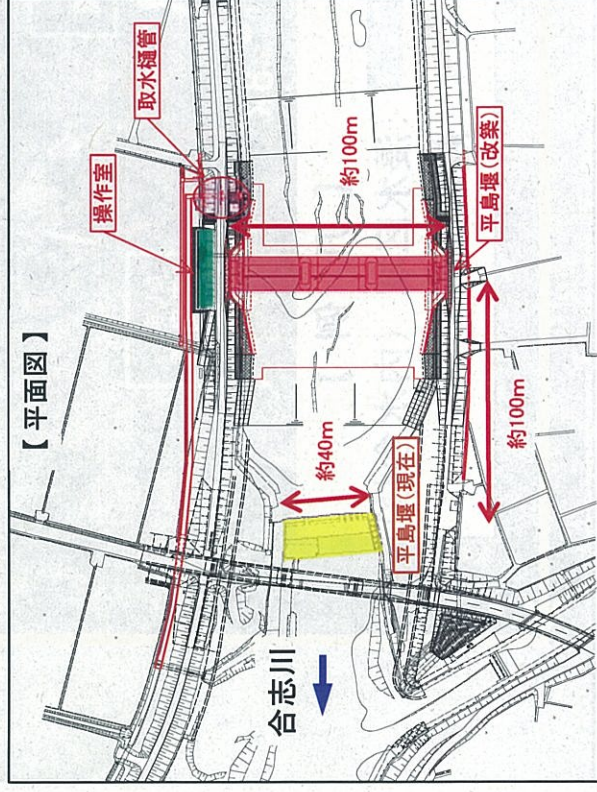 【平面図】
取水樋管
操作室
約100m
平島堰(改築)
約40m
約100m
平島堰(現在)
合志川